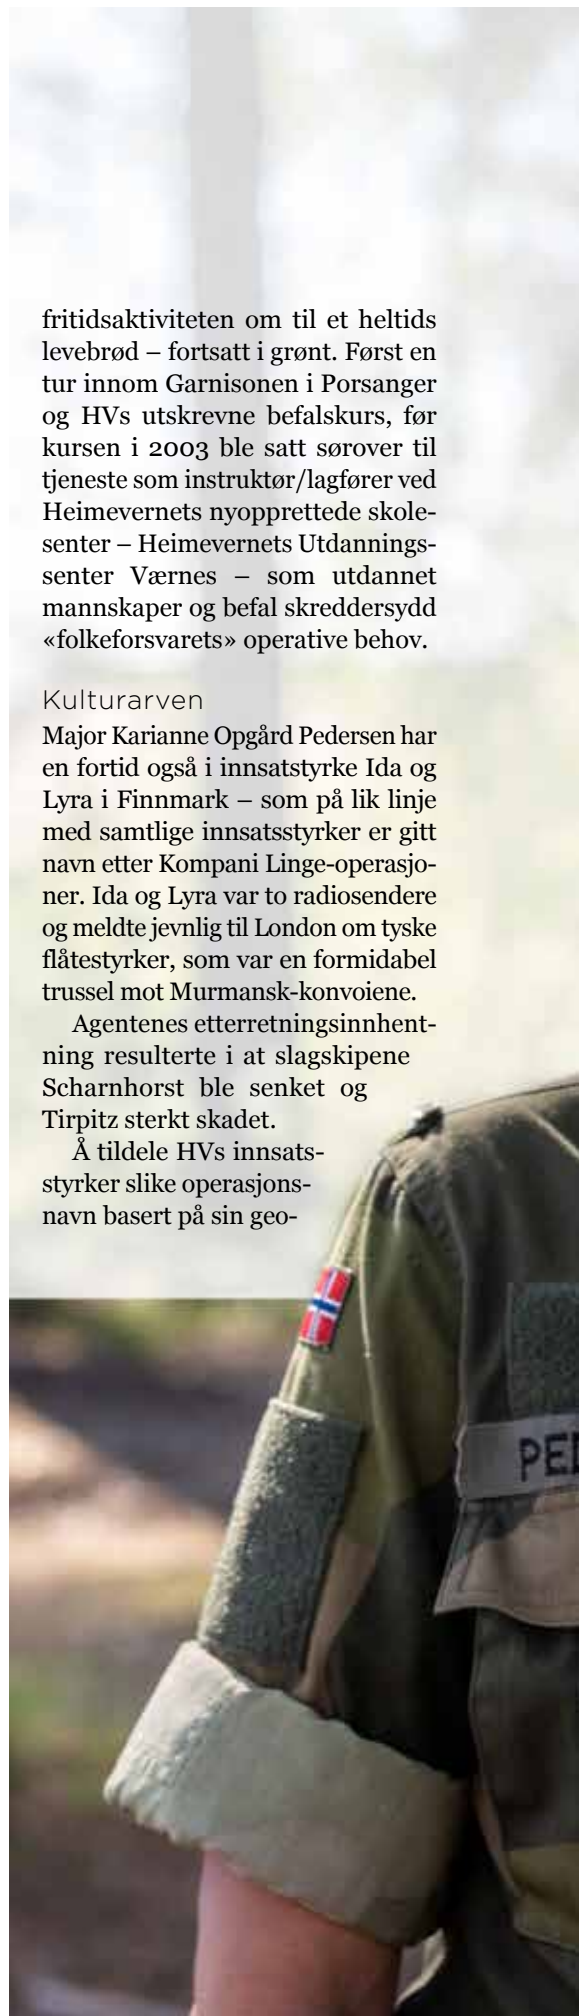 fritidsaktiviteten om til et heltids
levebrød – fortsatt i grønt. Først en
tur innom Garnisonen i Porsanger
og HVs utskrevne befalskurs, før
kursen i 2003 ble satt sørover til
tjeneste som instruktør/lagfører ved
Heimevernets nyopprettede skole-
senter – Heimevernets Utdannings-
senter Værnes – som utdannet
mannskaper og befal skreddersydd
«folkeforsvarets» operative behov.
Kulturarven
Major Karianne Opgård Pedersen har
en fortid også i innsatstyrke Ida og
Lyra i Finnmark – som på lik linje
med samtlige innsatsstyrker er gitt
navn etter Kompani Linge-operasjo-
ner. Ida og Lyra var to radiosendere
og meldte jevnlig til London om tyske
flåtestyrker, som var en formidabel
trussel mot Murmansk-konvoiene.
Agentenes etterretningsinnhent-
ning resulterte i at slagskipene
Scharnhorst ble senket og
Tirpitz sterkt skadet.
Å tildele HVs innsats-
styrker slike operasjons-
navn basert på sin geo-
PED